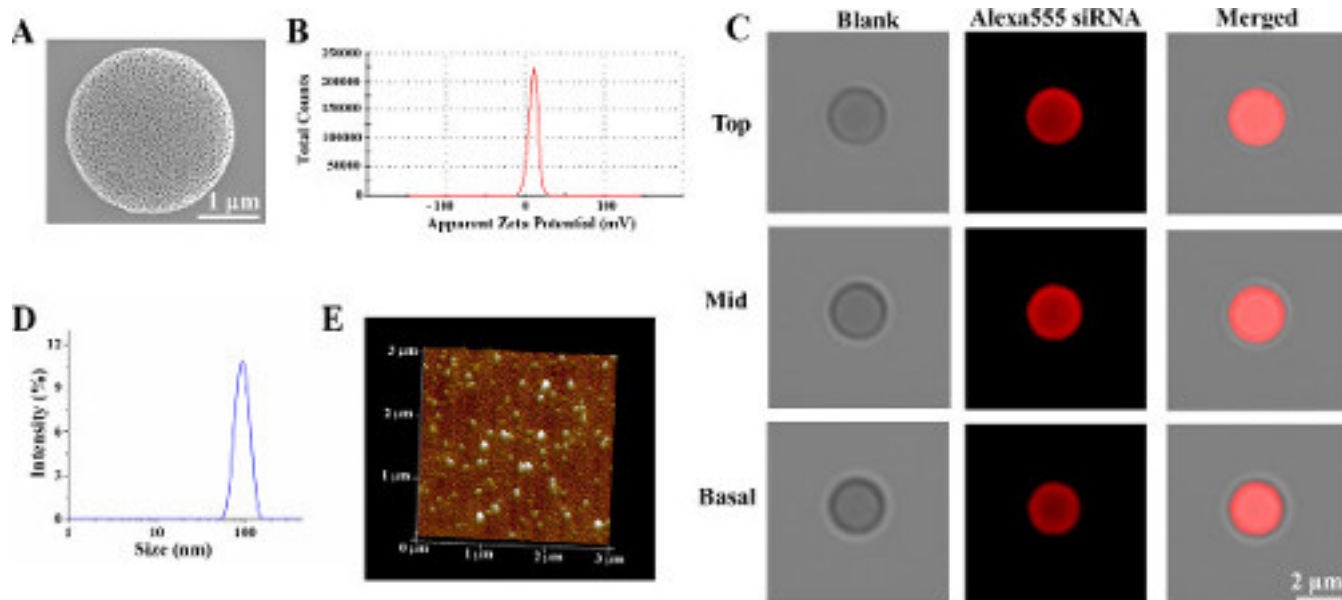 A
1 µm
B
250000
200000
150000
100000
50000
0
Total Counts
-100 0 100
Apparent Zeta Potential (mV)
C
Blank Alexa555 siRNA Merged
Top
Mid
Basal
2 µm
D
12
9
6
3
0
Intensity (%)
1 10 100
Size (nm)
E
3 µm
2 µm
1 µm
0 µm 1 µm 2 µm 3 µm